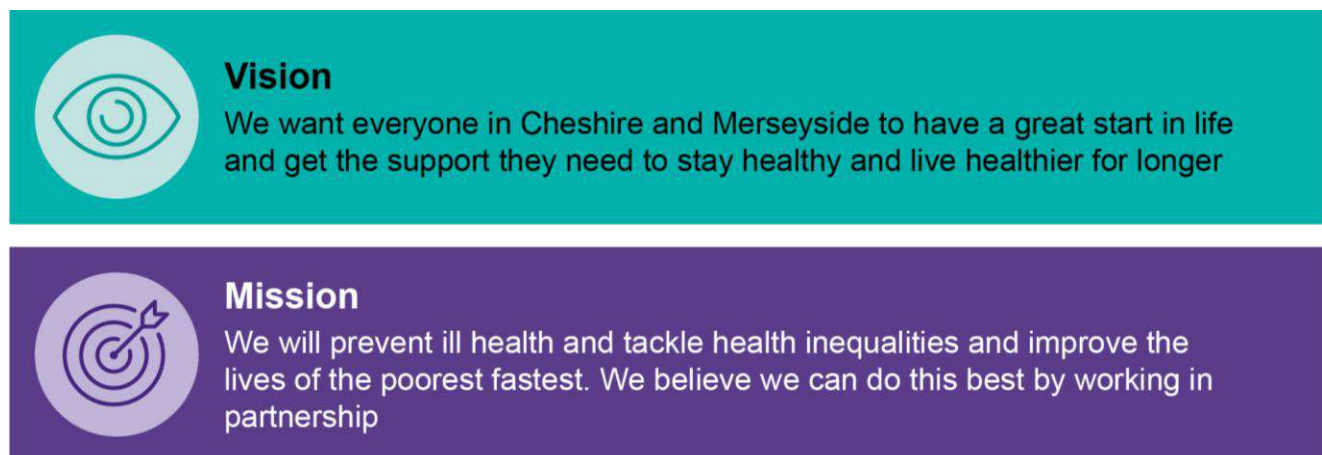 Vision
We want everyone in Cheshire and Merseyside to have a great start in life
and get the support they need to stay healthy and live healthier for longer
Mission
We will prevent ill health and tackle health inequalities and improve the
lives of the poorest fastest. We believe we can do this best by working in
partnership